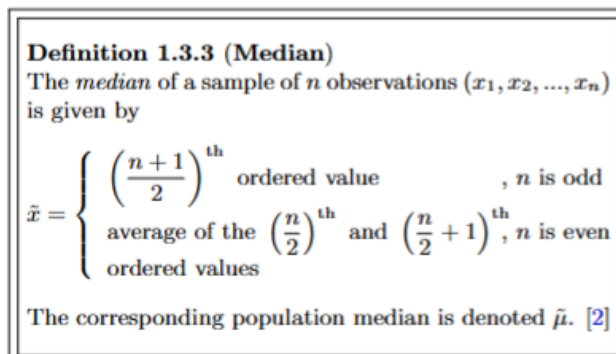 Definition 1.3.3 (Median)
The median of a sample of n observations (x₁, x₂, ..., xₙ)
is given by
x̃ = { ((n + 1)/2)ᵗʰ ordered value , n is odd
average of the (n/2)ᵗʰ and (n/2 + 1)ᵗʰ, n is even
ordered values
The corresponding population median is denoted μ̃. [2]